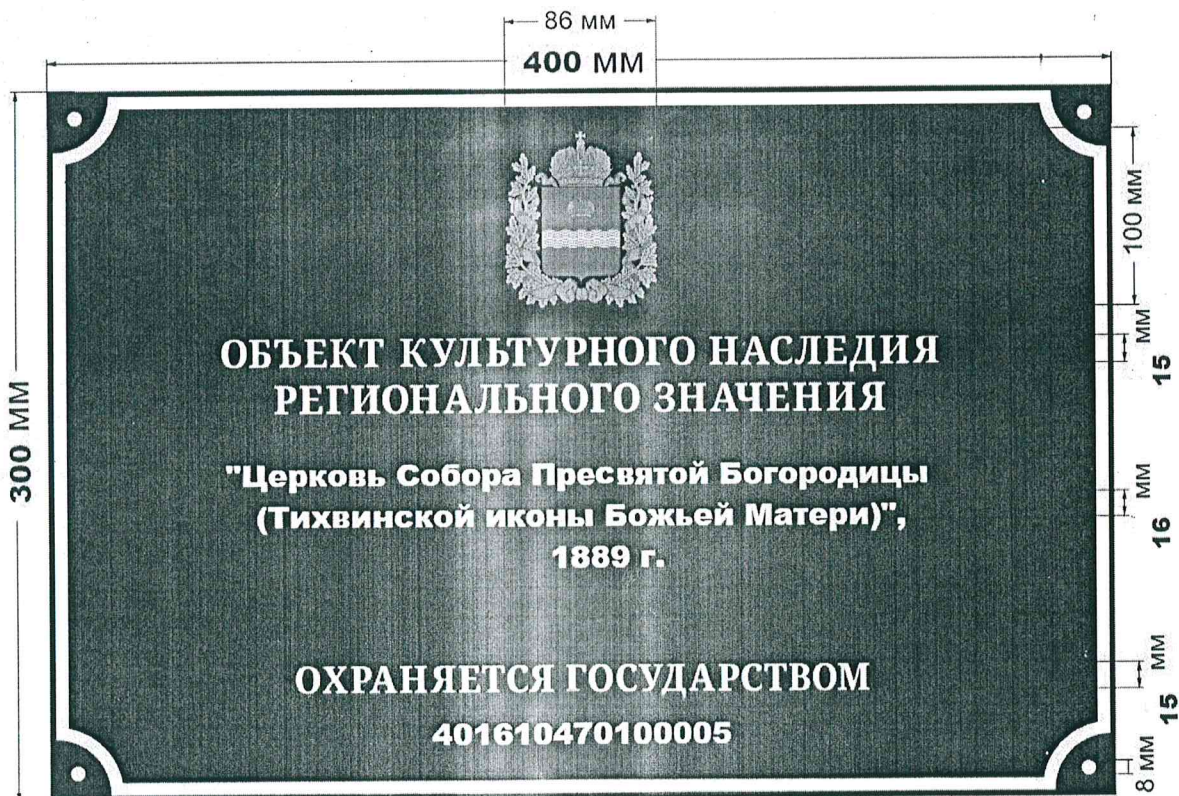 86 мм
400 ММ
300 ММ
100 ММ
ОБЪЕКТ КУЛЬТУРНОГО НАСЛЕДИЯ
РЕГИОНАЛЬНОГО ЗНАЧЕНИЯ
15 ММ
"Церковь Собора Пресвятой Богородицы
(Тихвинской иконы Божьей Матери)",
1889 г.
16 ММ
ОХРАНЯЕТСЯ ГОСУДАРСТВОМ
15 ММ
401610470100005
8 ММ